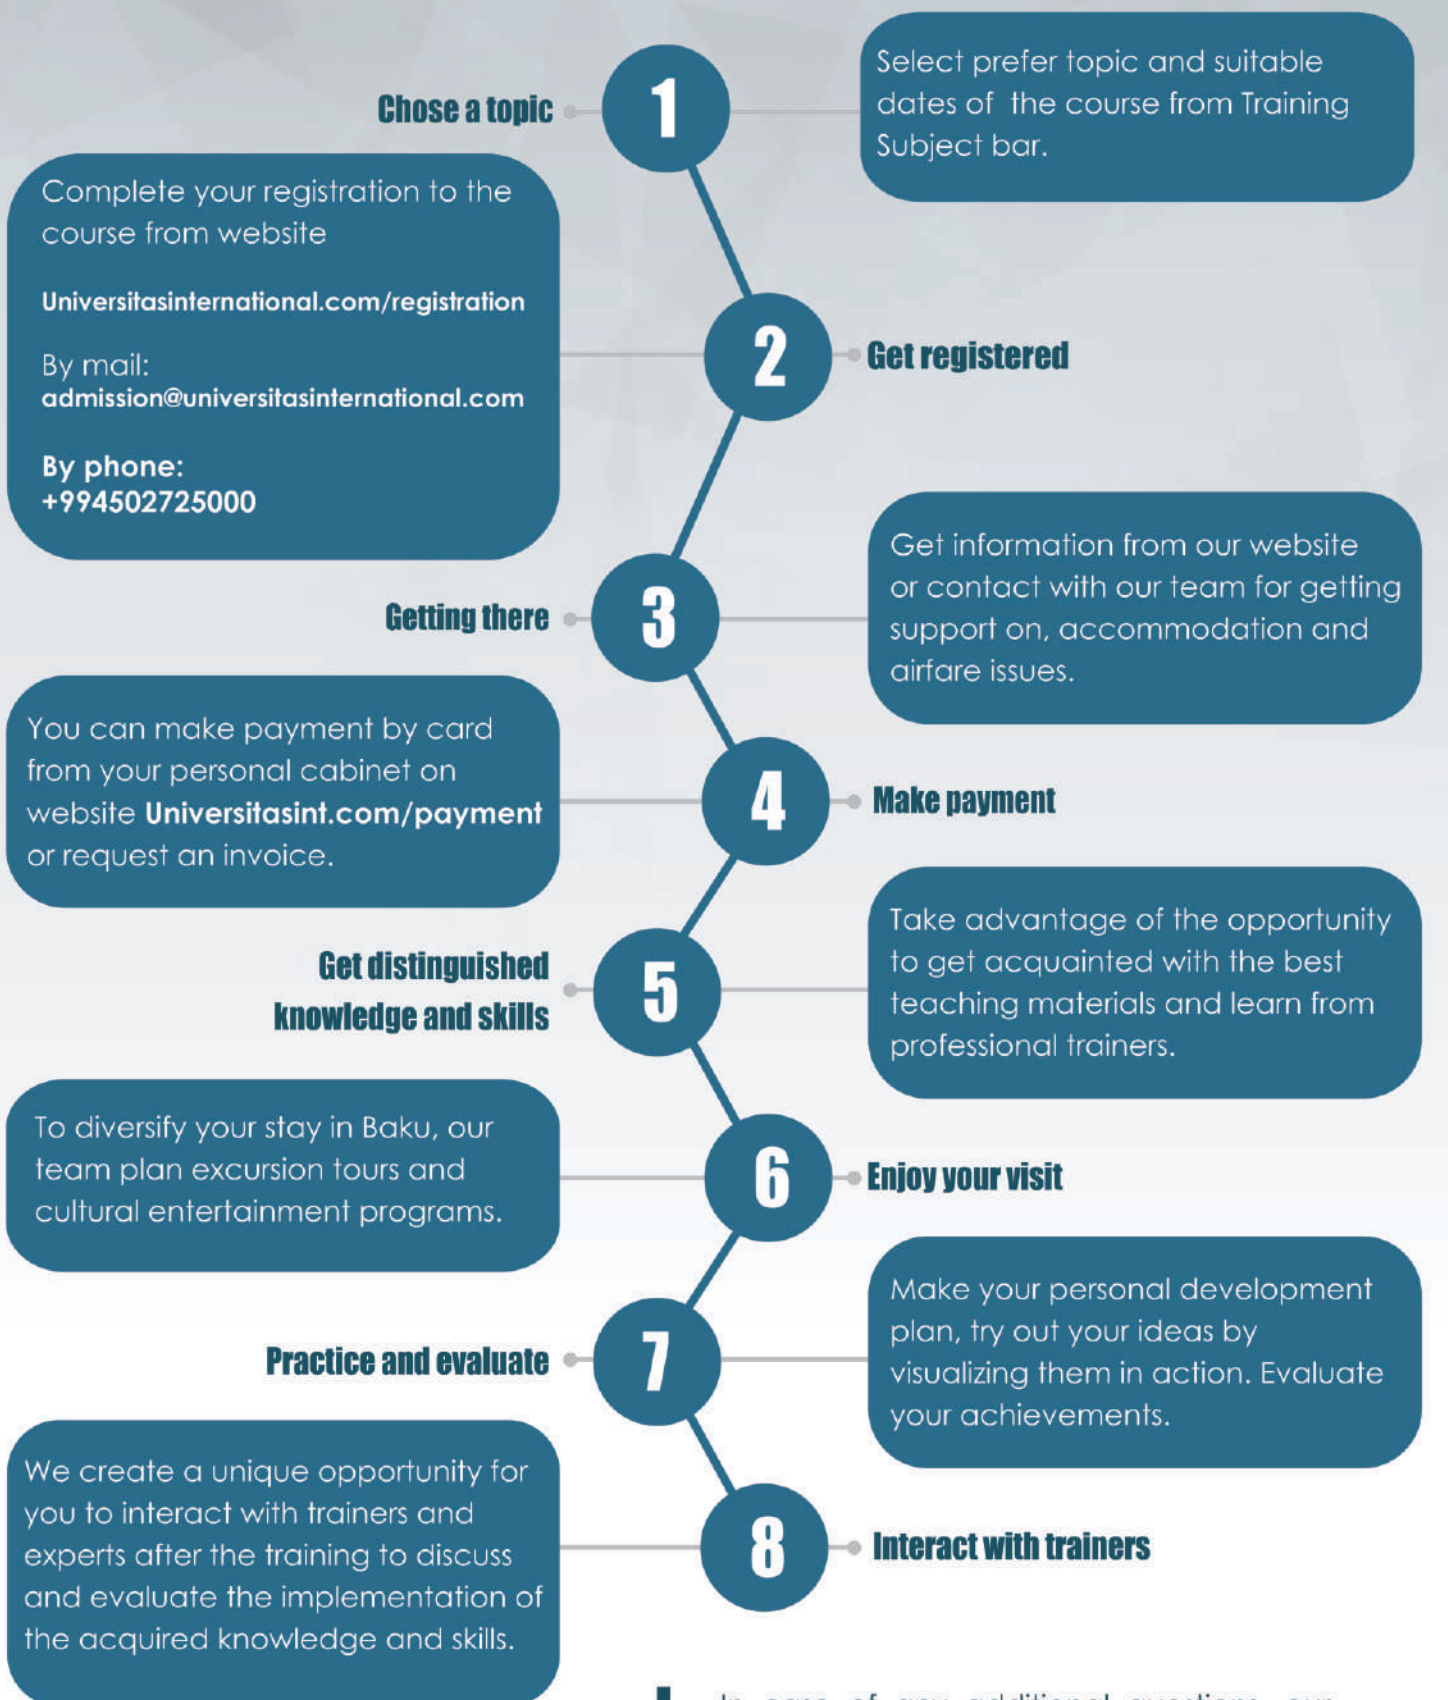 Chose a topic
1
Select prefer topic and suitable
dates of the course from Training
Subject bar.
Complete your registration to the
course from website
Universitasinternational.com/registration
By mail:
admission@universitasinternational.com
By phone:
+994502725000
2
Get registered
Getting there
3
Get information from our website
or contact with our team for getting
support on, accommodation and
airfare issues.
You can make payment by card
from your personal cabinet on
website Universitasint.com/payment
or request an invoice.
4
Make payment
Get distinguished
knowledge and skills
5
Take advantage of the opportunity
to get acquainted with the best
teaching materials and learn from
professional trainers.
To diversify your stay in Baku, our
team plan excursion tours and
cultural entertainment programs.
6
Enjoy your visit
Practice and evaluate
7
Make your personal development
plan, try out your ideas by
visualizing them in action. Evaluate
your achievements.
We create a unique opportunity for
you to interact with trainers and
experts after the training to discuss
and evaluate the implementation of
the acquired knowledge and skills.
8
Interact with trainers
In case of any additional questions, our